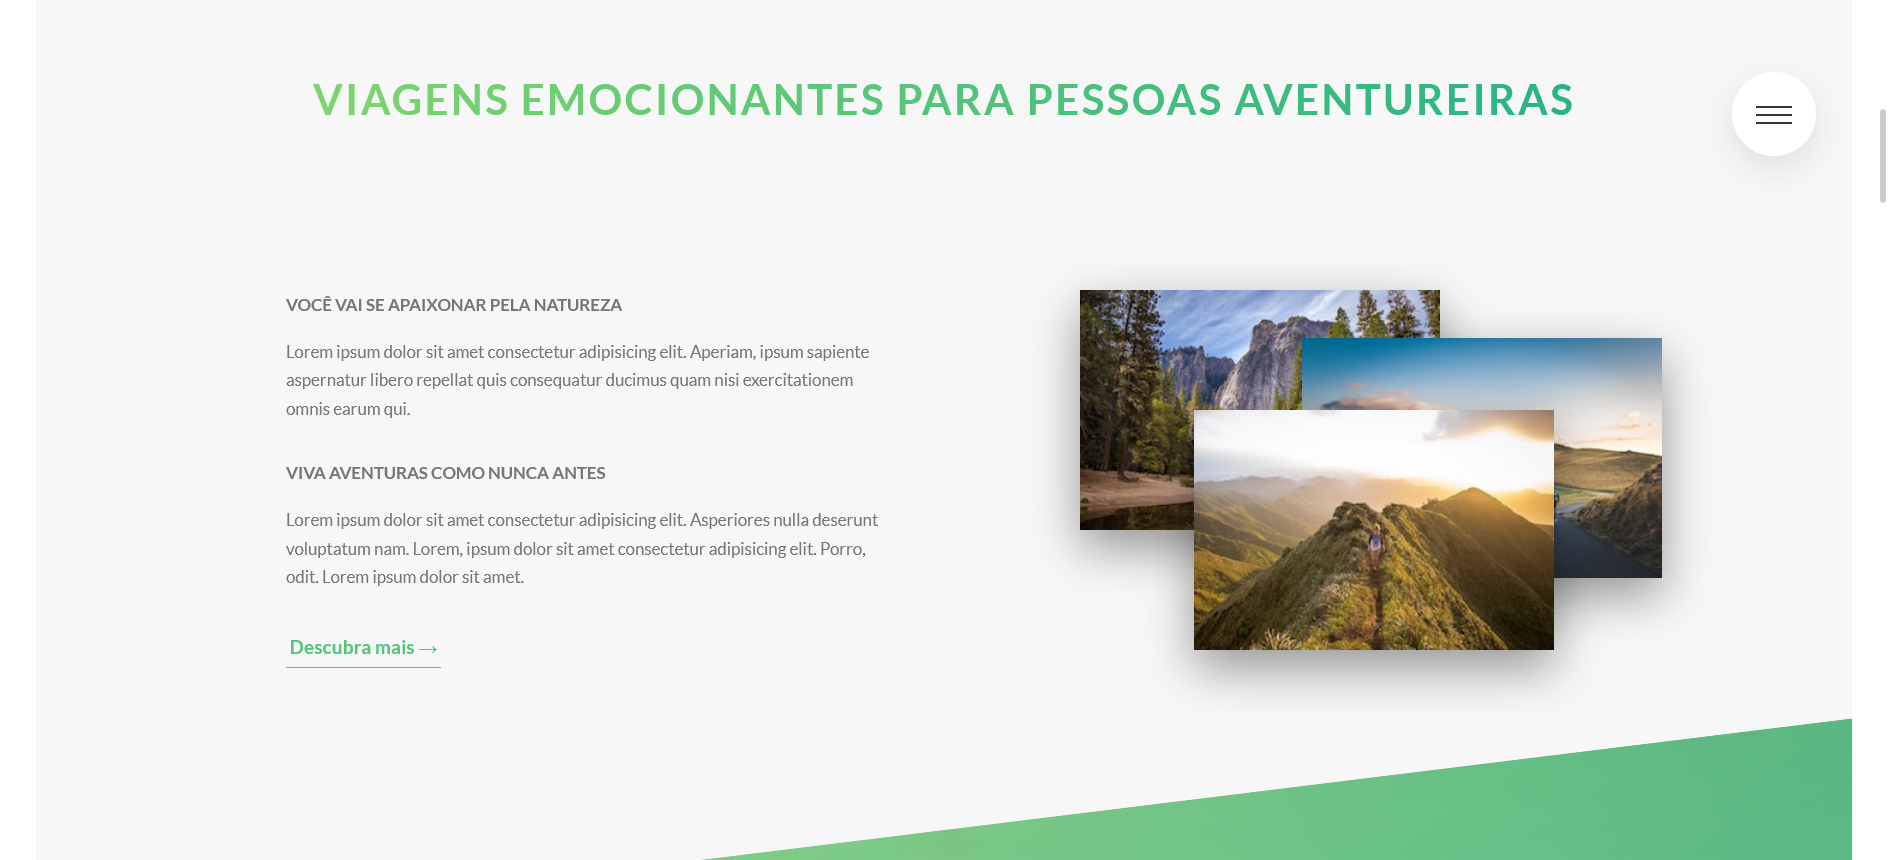 VIAGENS EMOCIONANTES PARA PESSOAS AVENTUREIRAS
VOCÊ VAI SE APAIXONAR PELA NATUREZA
Lorem ipsum dolor sit amet consectetur adipisicing elit. Aperiam, ipsum sapiente
aspernatur libero repellat quis consequatur ducimus quam nisi exercitationem
omnis earum qui.
VIVA AVENTURAS COMO NUNCA ANTES
Lorem ipsum dolor sit amet consectetur adipisicing elit. Asperiores nulla deserunt
voluptatum nam. Lorem, ipsum dolor sit amet consectetur adipisicing elit. Porro,
odit. Lorem ipsum dolor sit amet.
Descubra mais →